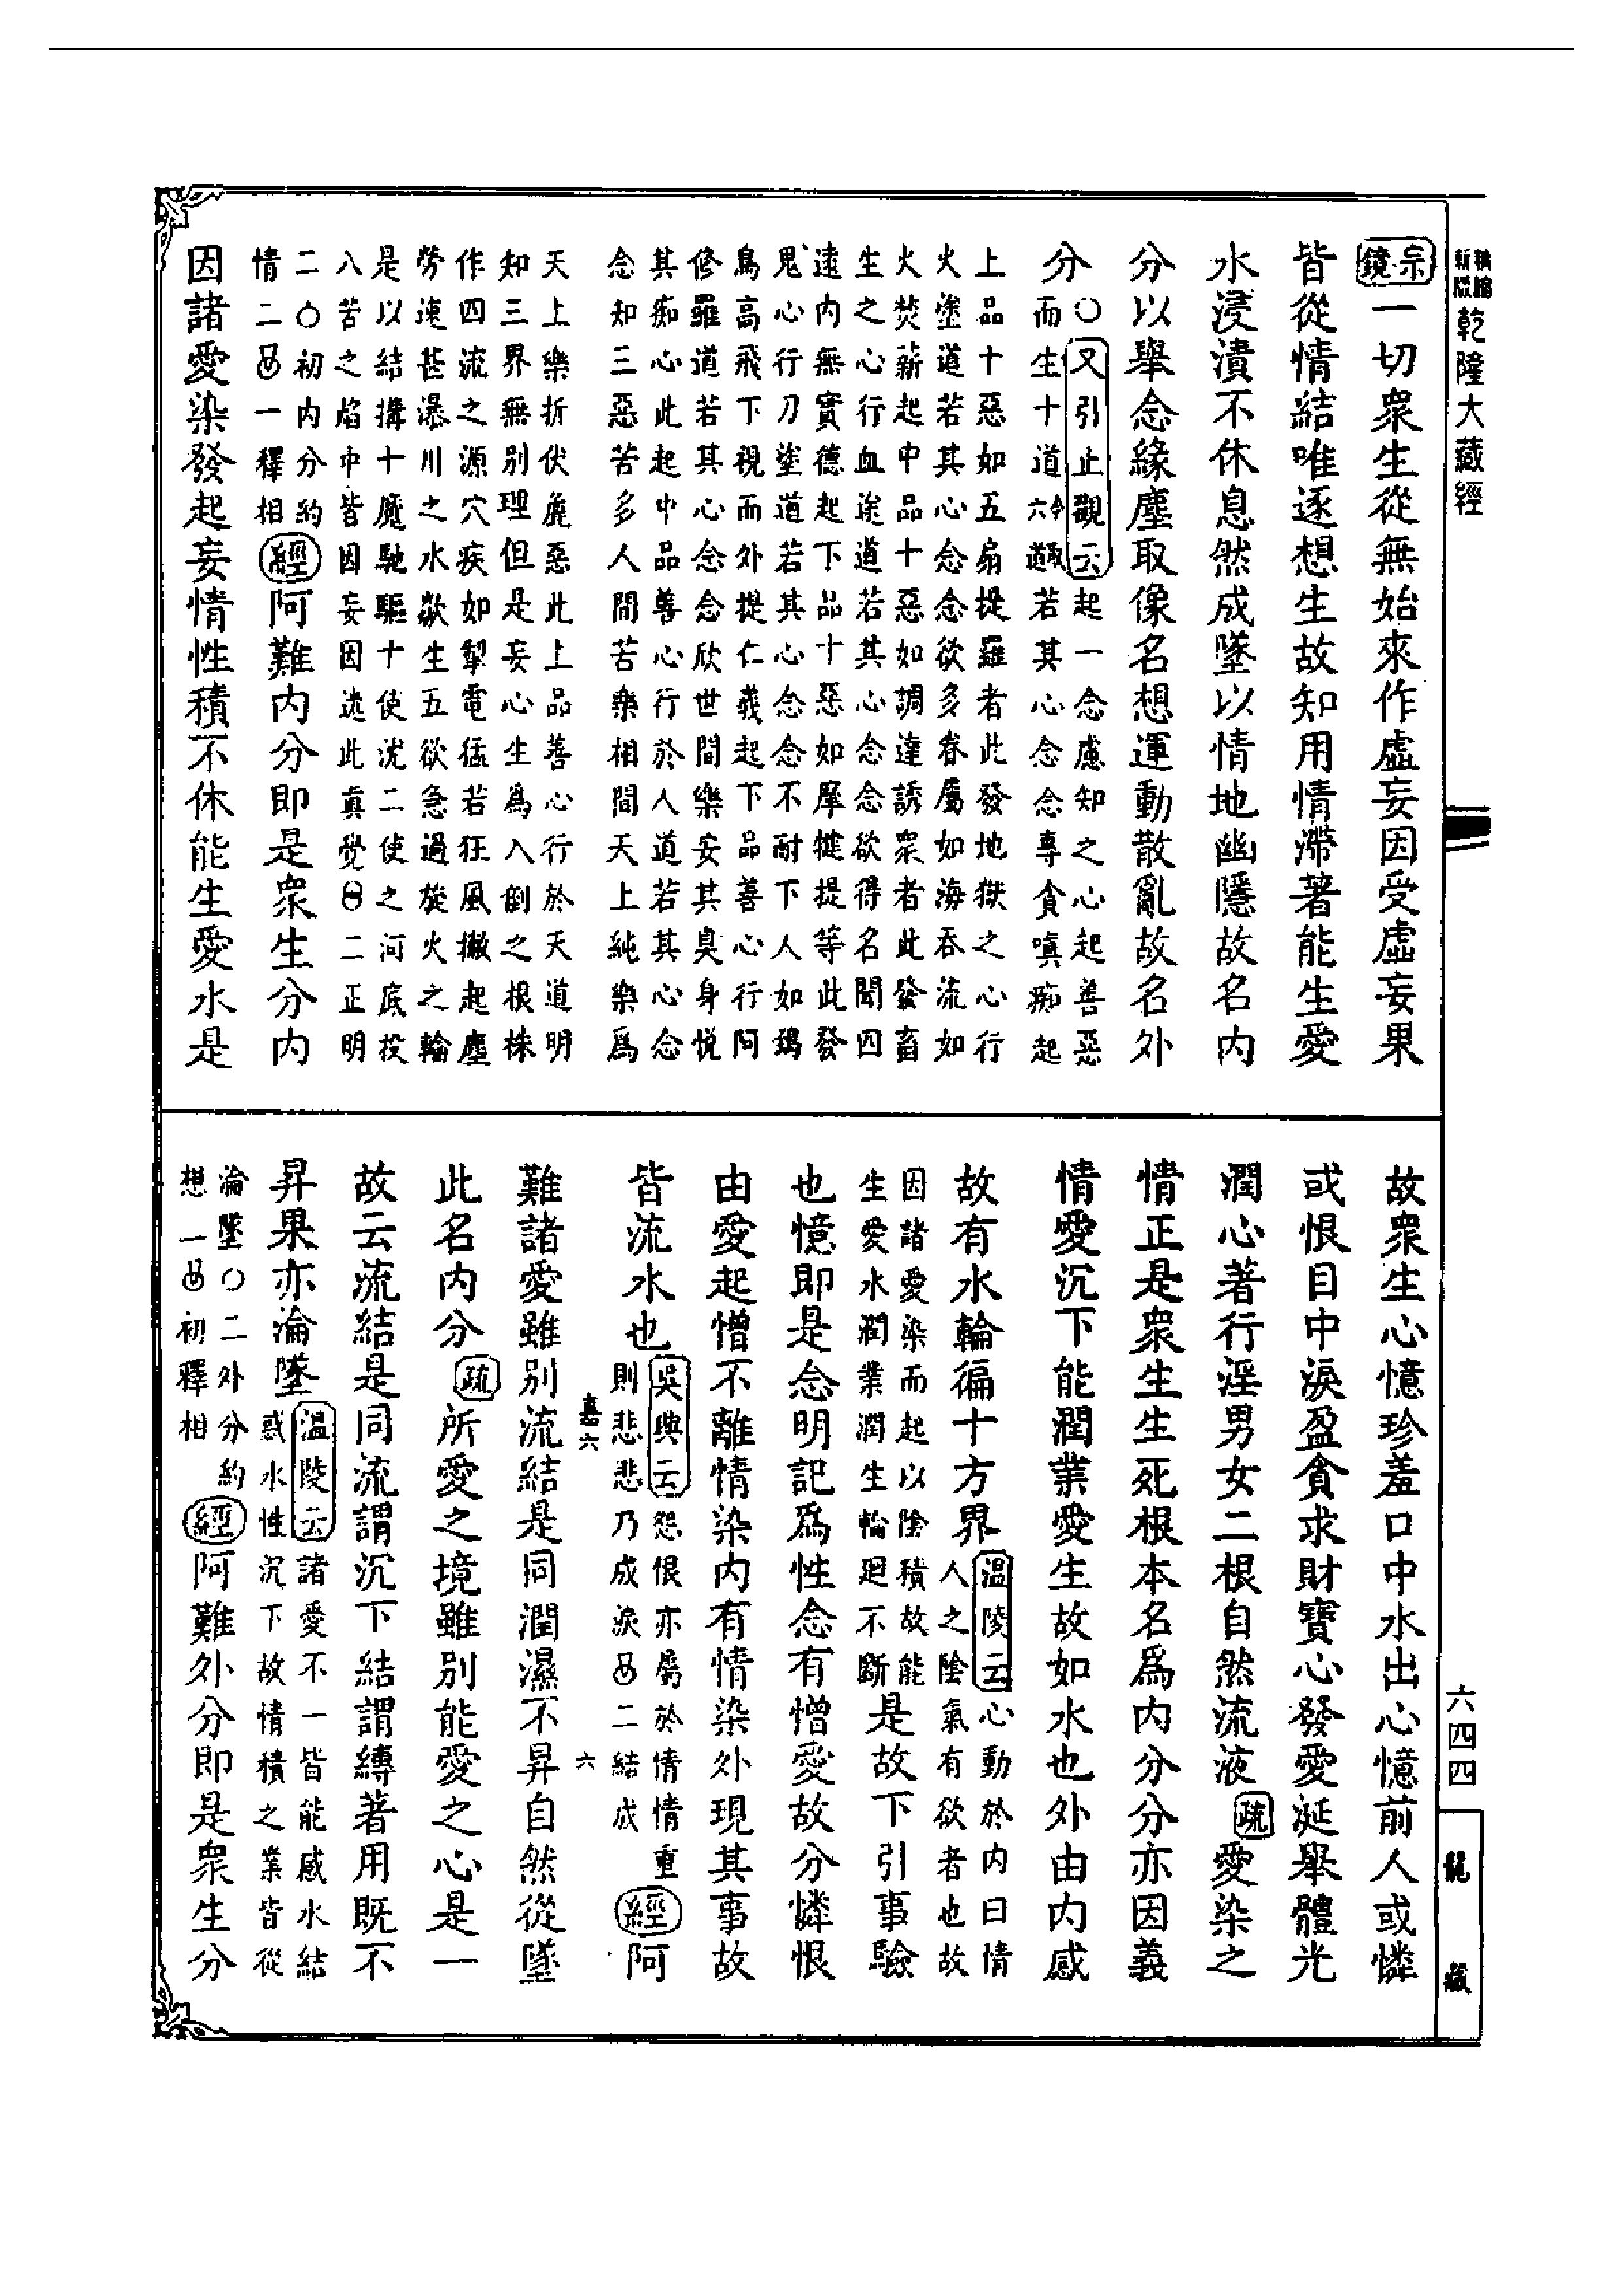 乾隆大藏經
宗鏡一切衆生從無始來作虛妄因受虛妄果
皆從情結唯逐想生故知用情滯著能生愛
水浸漬不休息然成墜以情地幽隱故名內
分以舉念緣塵取像名想運動散亂故名外
分
○又引止觀云起一念慮知之心起善惡
而生十道今六道若其心念念專貪嗔痴起
上品十惡如五扇提羅者此發地獄之心行
火塗道若其心念念欲多眷屬如海吞流如
火焚薪起中品十惡如調達誘衆者此發畜
生之心行血塗道若其心念念欲得名聞四
遠內無實德起下品十惡如摩犍提等此發
鬼心行刀塗道若其心念念不耐下人如鵄
鳥高飛下視而外提仁義起下品善心行阿
修羅道若其心念念欣世間樂安其臭身悅
其痴心此起中品善心行於人道若其心念
念知三惡苦多人間苦樂相間天上純樂爲
天上樂折伏麁惡此上品善心行於天道明
知三界無別理但是妄心生爲入倒之根株
作四流之源穴疾如掣電猛若狂風撇起塵
勞速甚瀑川之水欻生五欲急過旋火之輪
是以結搆十魔馳驅十使沈二使之河底投
八苦之焰中皆因妄因迷此真覺㈡二正明
二○初內分約
情二㈣一釋相
經阿難內分即是衆生分內
因諸愛染發起妄情情積不休能生愛水是
故衆生心憶珍羞口中水出心憶前人或憐
或恨目中淚盈貪求財寶心發愛涎舉體光
潤心著行淫男女二根自然流液疏愛染之
情正是衆生生死根本名爲內分分亦因義
情愛沉下能潤業愛生故如水也外由內感
故有水輪徧十方界
溫陵云心動於內曰情
人之陰氣有欲者也故
因諸愛染而起以陰積故能
生愛水潤業潤生輪廻不斷
是故下引事驗
也憶即是念明記爲性念有憎愛故分憐恨
由愛起憎不離情染內有情染外現其事故
皆流水也
吳興云怨恨亦屬於情情重
則悲悲乃成淚㈣二結成
經阿
嘉六
六
難諸愛雖別流結是同潤濕不昇自然從墜
此名內分疏所愛之境雖別能愛之心是一
故云流結是同流謂沉下結謂縛著用既不
昇果亦淪墜
溫陵云諸愛不一皆能感水結
惑水性沉下故情積之業皆從
淪墜○二外分約
想一㈣初釋相
經阿難外分即是衆生分
六四四
龍藏